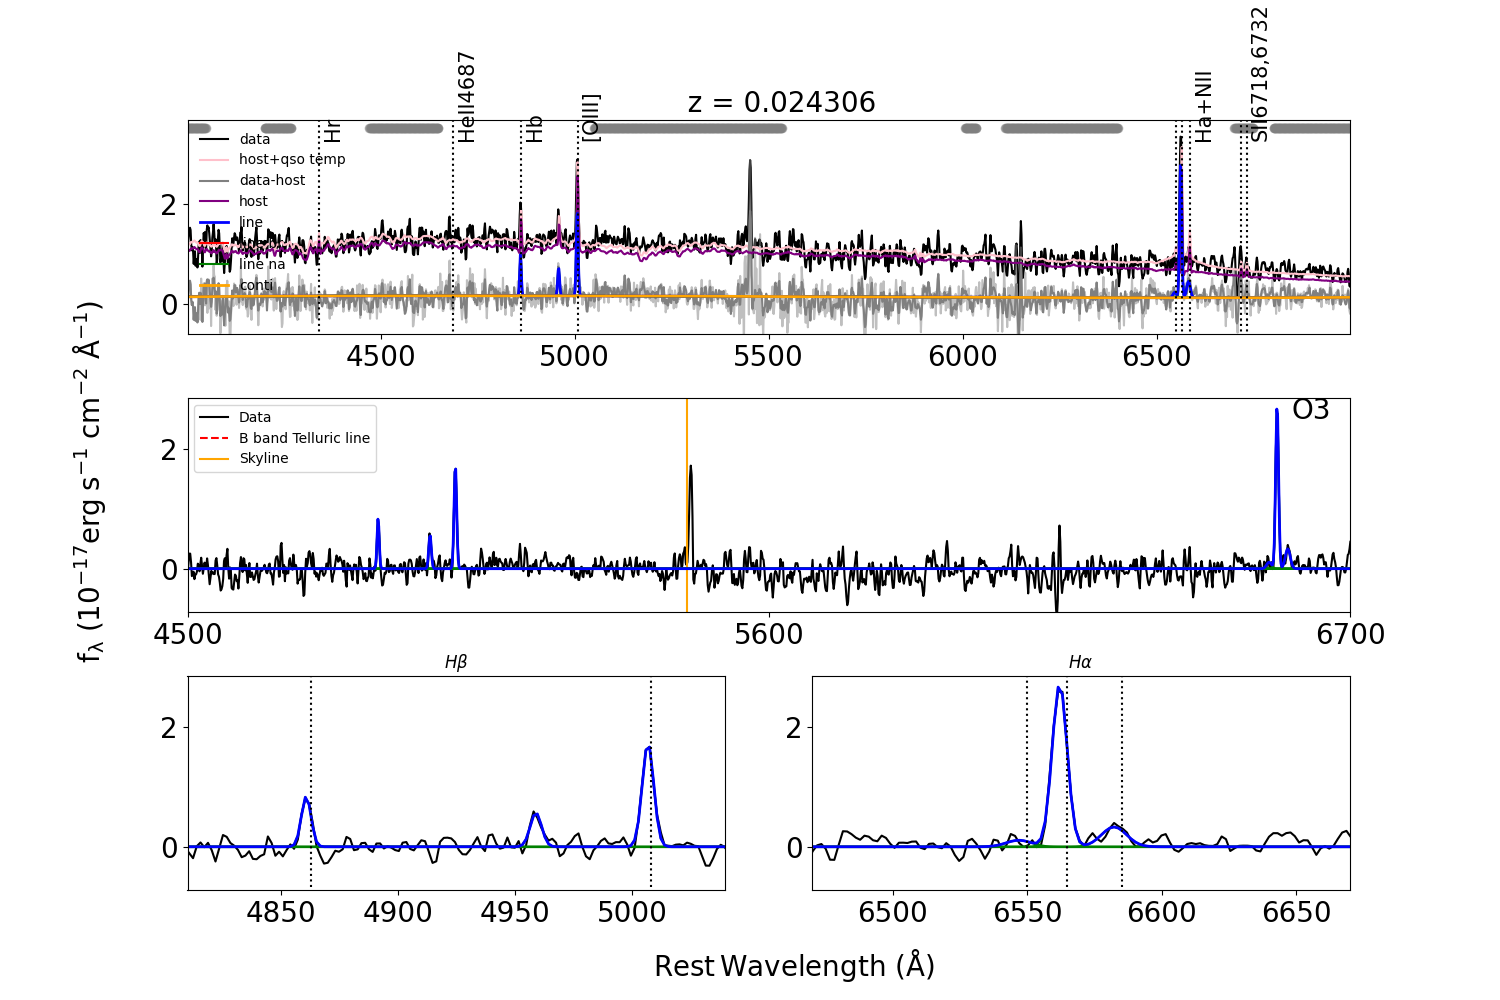 z = 0.024306
Hr
HeII4687
Hb
[OIII]
Ha+NII
SII6718,6732
data
host+qso temp
data-host
host
line
line na
conti
2
0
4500 5000 5500 6000 6500
Data
B band Telluric line
Skyline
O3
2
0
4500 5600 6700
fλ (10−17erg s−1 cm−2 Å−1)
Hβ
2
0
4850 4900 4950 5000
Hα
2
0
6500 6550 6600 6650
Rest Wavelength (Å)